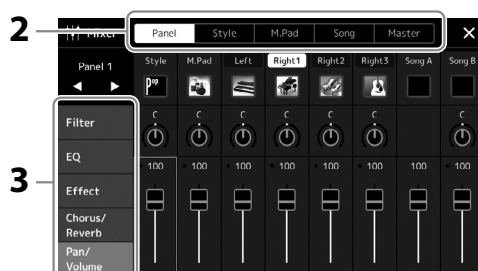 2
Mixer
Panel Style M.Pad Song Master
Panel 1
Style M.Pad Left Right1 Right2 Right3 Song A Song B
Pop
C C C C C C C
3
Filter
EQ
Effect
Chorus/
Reverb
Pan/
Volume
100 100 100 100 100 100 100 100